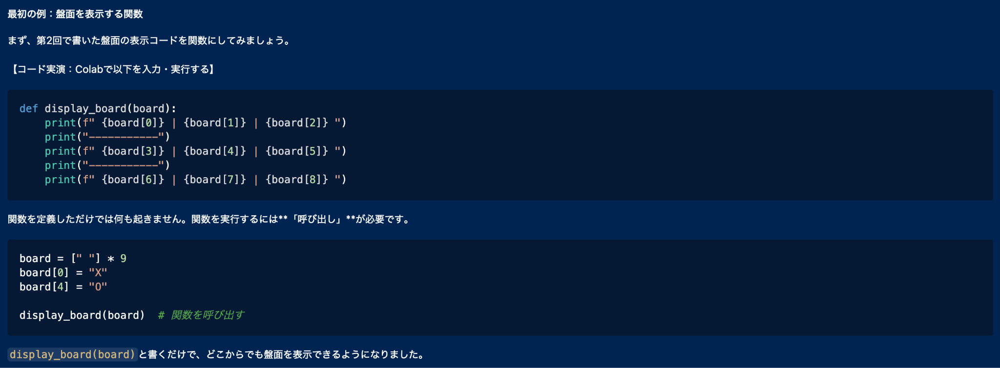 最初の例：盤面を表示する関数
まず、第2回で書いた盤面の表示コードを関数にしてみましょう。
【コード実演：Colabで以下を入力・実行する】
def display_board(board):
    print(f" {board[0]} | {board[1]} | {board[2]} ")
    print("-----------")
    print(f" {board[3]} | {board[4]} | {board[5]} ")
    print("-----------")
    print(f" {board[6]} | {board[7]} | {board[8]} ")
関数を定義しただけでは何も起きません。関数を実行するには**「呼び出し」**が必要です。
board = [" "] * 9
board[0] = "X"
board[4] = "O"
display_board(board)  # 関数を呼び出す
display_board(board)と書くだけで、どこからでも盤面を表示できるようになりました。